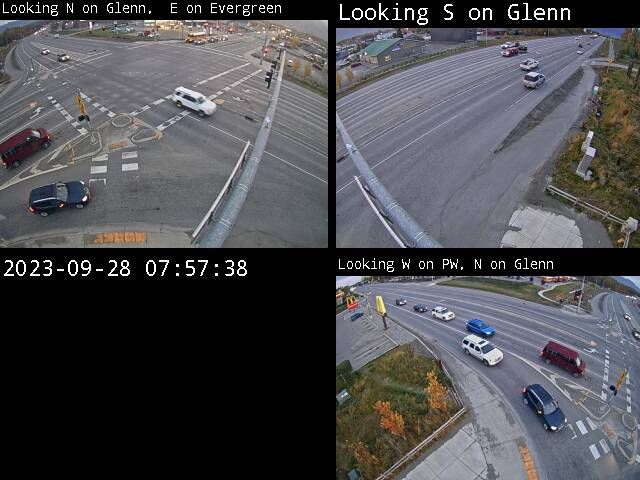 Looking N on Glenn,  E on Evergreen
Looking S on Glenn
2023-09-28 07:57:38
Looking W on PW, N on Glenn